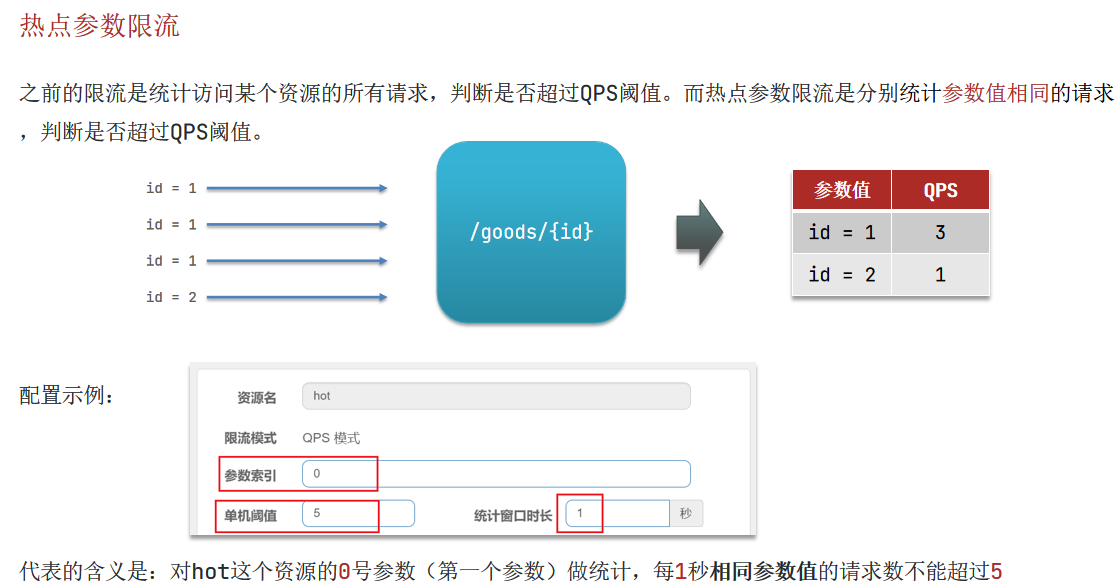 热点参数限流
之前的限流是统计访问某个资源的所有请求，判断是否超过QPS阈值。而热点参数限流是分别统计参数值相同的请求
，判断是否超过QPS阈值。
id = 1
id = 1
id = 1
id = 2
/goods/{id}
参数值 QPS
id = 1 3
id = 2 1
配置示例：
资源名 hot
限流模式 QPS 模式
参数索引 0
单机阈值 5 统计窗口时长 1 秒
代表的含义是：对hot这个资源的0号参数（第一个参数）做统计，每1秒相同参数值的请求数不能超过5